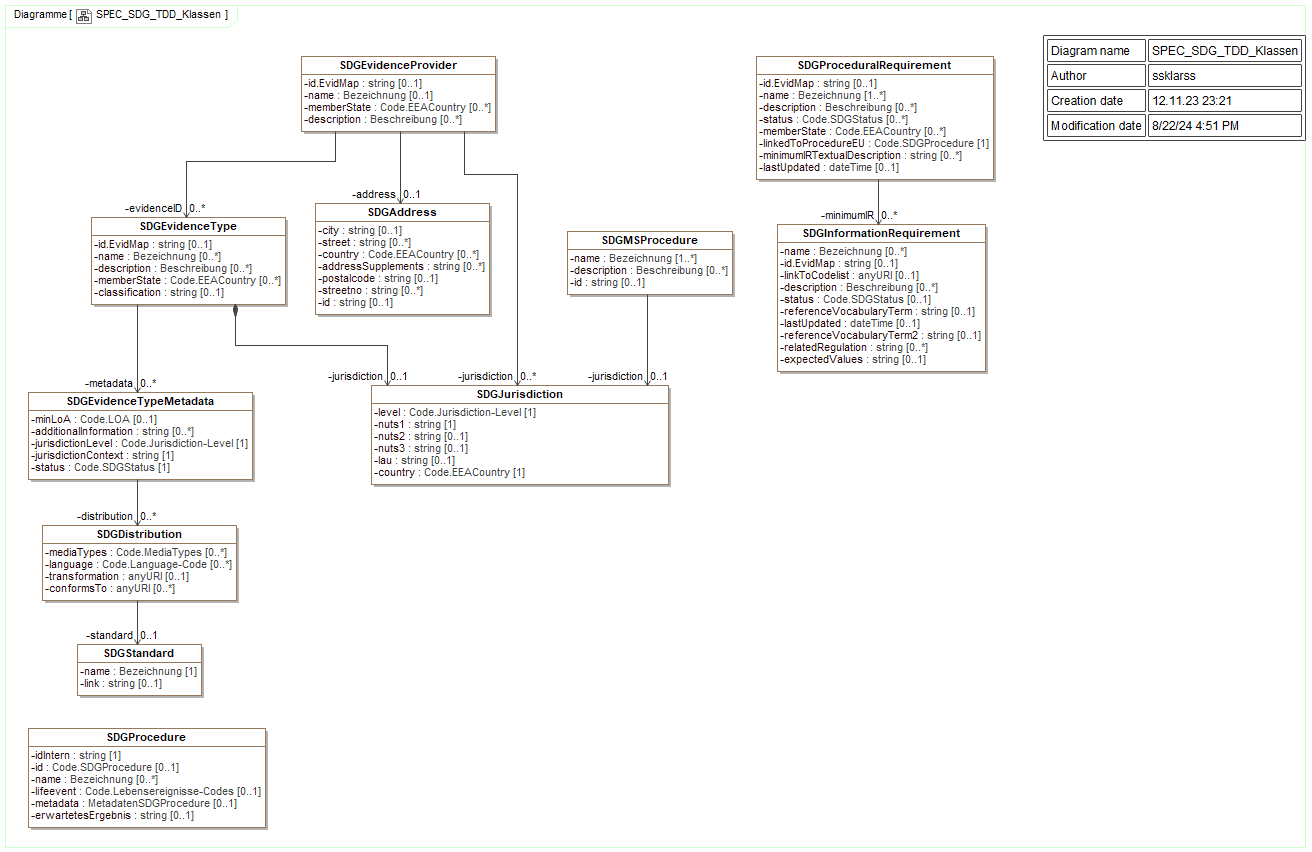 Diagramme [ SPEC_SDG_TDD_Klassen ]
Diagram name SPEC_SDG_TDD_Klassen
Author ssklarss
Creation date 12.11.23 23:21
Modification date 8/22/24 4:51 PM
SDGEvidenceProvider
-id.EvidMap : string [0..1]
-name : Bezeichnung [0..1]
-memberState : Code.EEACountry [0..*]
-description : Beschreibung [0..*]
SDGProceduralRequirement
-id.EvidMap : string [0..1]
-name : Bezeichnung [1..*]
-description : Beschreibung [0..*]
-status : Code.SDGStatus [0..*]
-memberState : Code.EEACountry [0..*]
-linkedToProcedureEU : Code.SDGProcedure [1]
-minimumIRTextualDescription : string [0..*]
-lastUpdated : dateTime [0..1]
-evidenceID 0..*
-address 0..1
-minimumIR 0..*
SDGEvidenceType
-id.EvidMap : string [0..1]
-name : Bezeichnung [0..*]
-description : Beschreibung [0..*]
-memberState : Code.EEACountry [0..*]
-classification : string [0..1]
SDGAddress
-city : string [0..1]
-street : string [0..*]
-country : Code.EEACountry [0..*]
-addressSupplements : string [0..*]
-postalcode : string [0..1]
-streetno : string [0..*]
-id : string [0..1]
SDGMSProcedure
-name : Bezeichnung [1..*]
-description : Beschreibung [0..*]
-id : string [0..1]
SDGInformationRequirement
-name : Bezeichnung [0..*]
-id.EvidMap : string [0..1]
-linkToCodelist : anyURI [0..1]
-description : Beschreibung [0..*]
-status : Code.SDGStatus [0..1]
-referenceVocabularyTerm : string [0..1]
-lastUpdated : dateTime [0..1]
-referenceVocabularyTerm2 : string [0..1]
-relatedRegulation : string [0..*]
-expectedValues : string [0..1]
-metadata 0..*
-jurisdiction 0..1
-jurisdiction 0..*
-jurisdiction 0..1
SDGEvidenceTypeMetadata
-minLoA : Code.LOA [0..1]
-additionalInformation : string [0..*]
-jurisdictionLevel : Code.Jurisdiction-Level [1]
-jurisdictionContext : string [1]
-status : Code.SDGStatus [1]
SDGJurisdiction
-level : Code.Jurisdiction-Level [1]
-nuts1 : string [1]
-nuts2 : string [0..1]
-nuts3 : string [0..1]
-lau : string [0..1]
-country : Code.EEACountry [1]
-distribution 0..*
SDGDistribution
-mediaTypes : Code.MediaTypes [0..*]
-language : Code.Language-Code [0..*]
-transformation : anyURI [0..1]
-conformsTo : anyURI [0..*]
-standard 0..1
SDGStandard
-name : Bezeichnung [1]
-link : string [0..1]
SDGProcedure
-idIntern : string [1]
-id : Code.SDGProcedure [0..1]
-name : Bezeichnung [0..*]
-lifeevent : Code.Lebensereignisse-Codes [0..1]
-metadata : MetadatenSDGProcedure [0..1]
-erwartetesErgebnis : string [0..1]